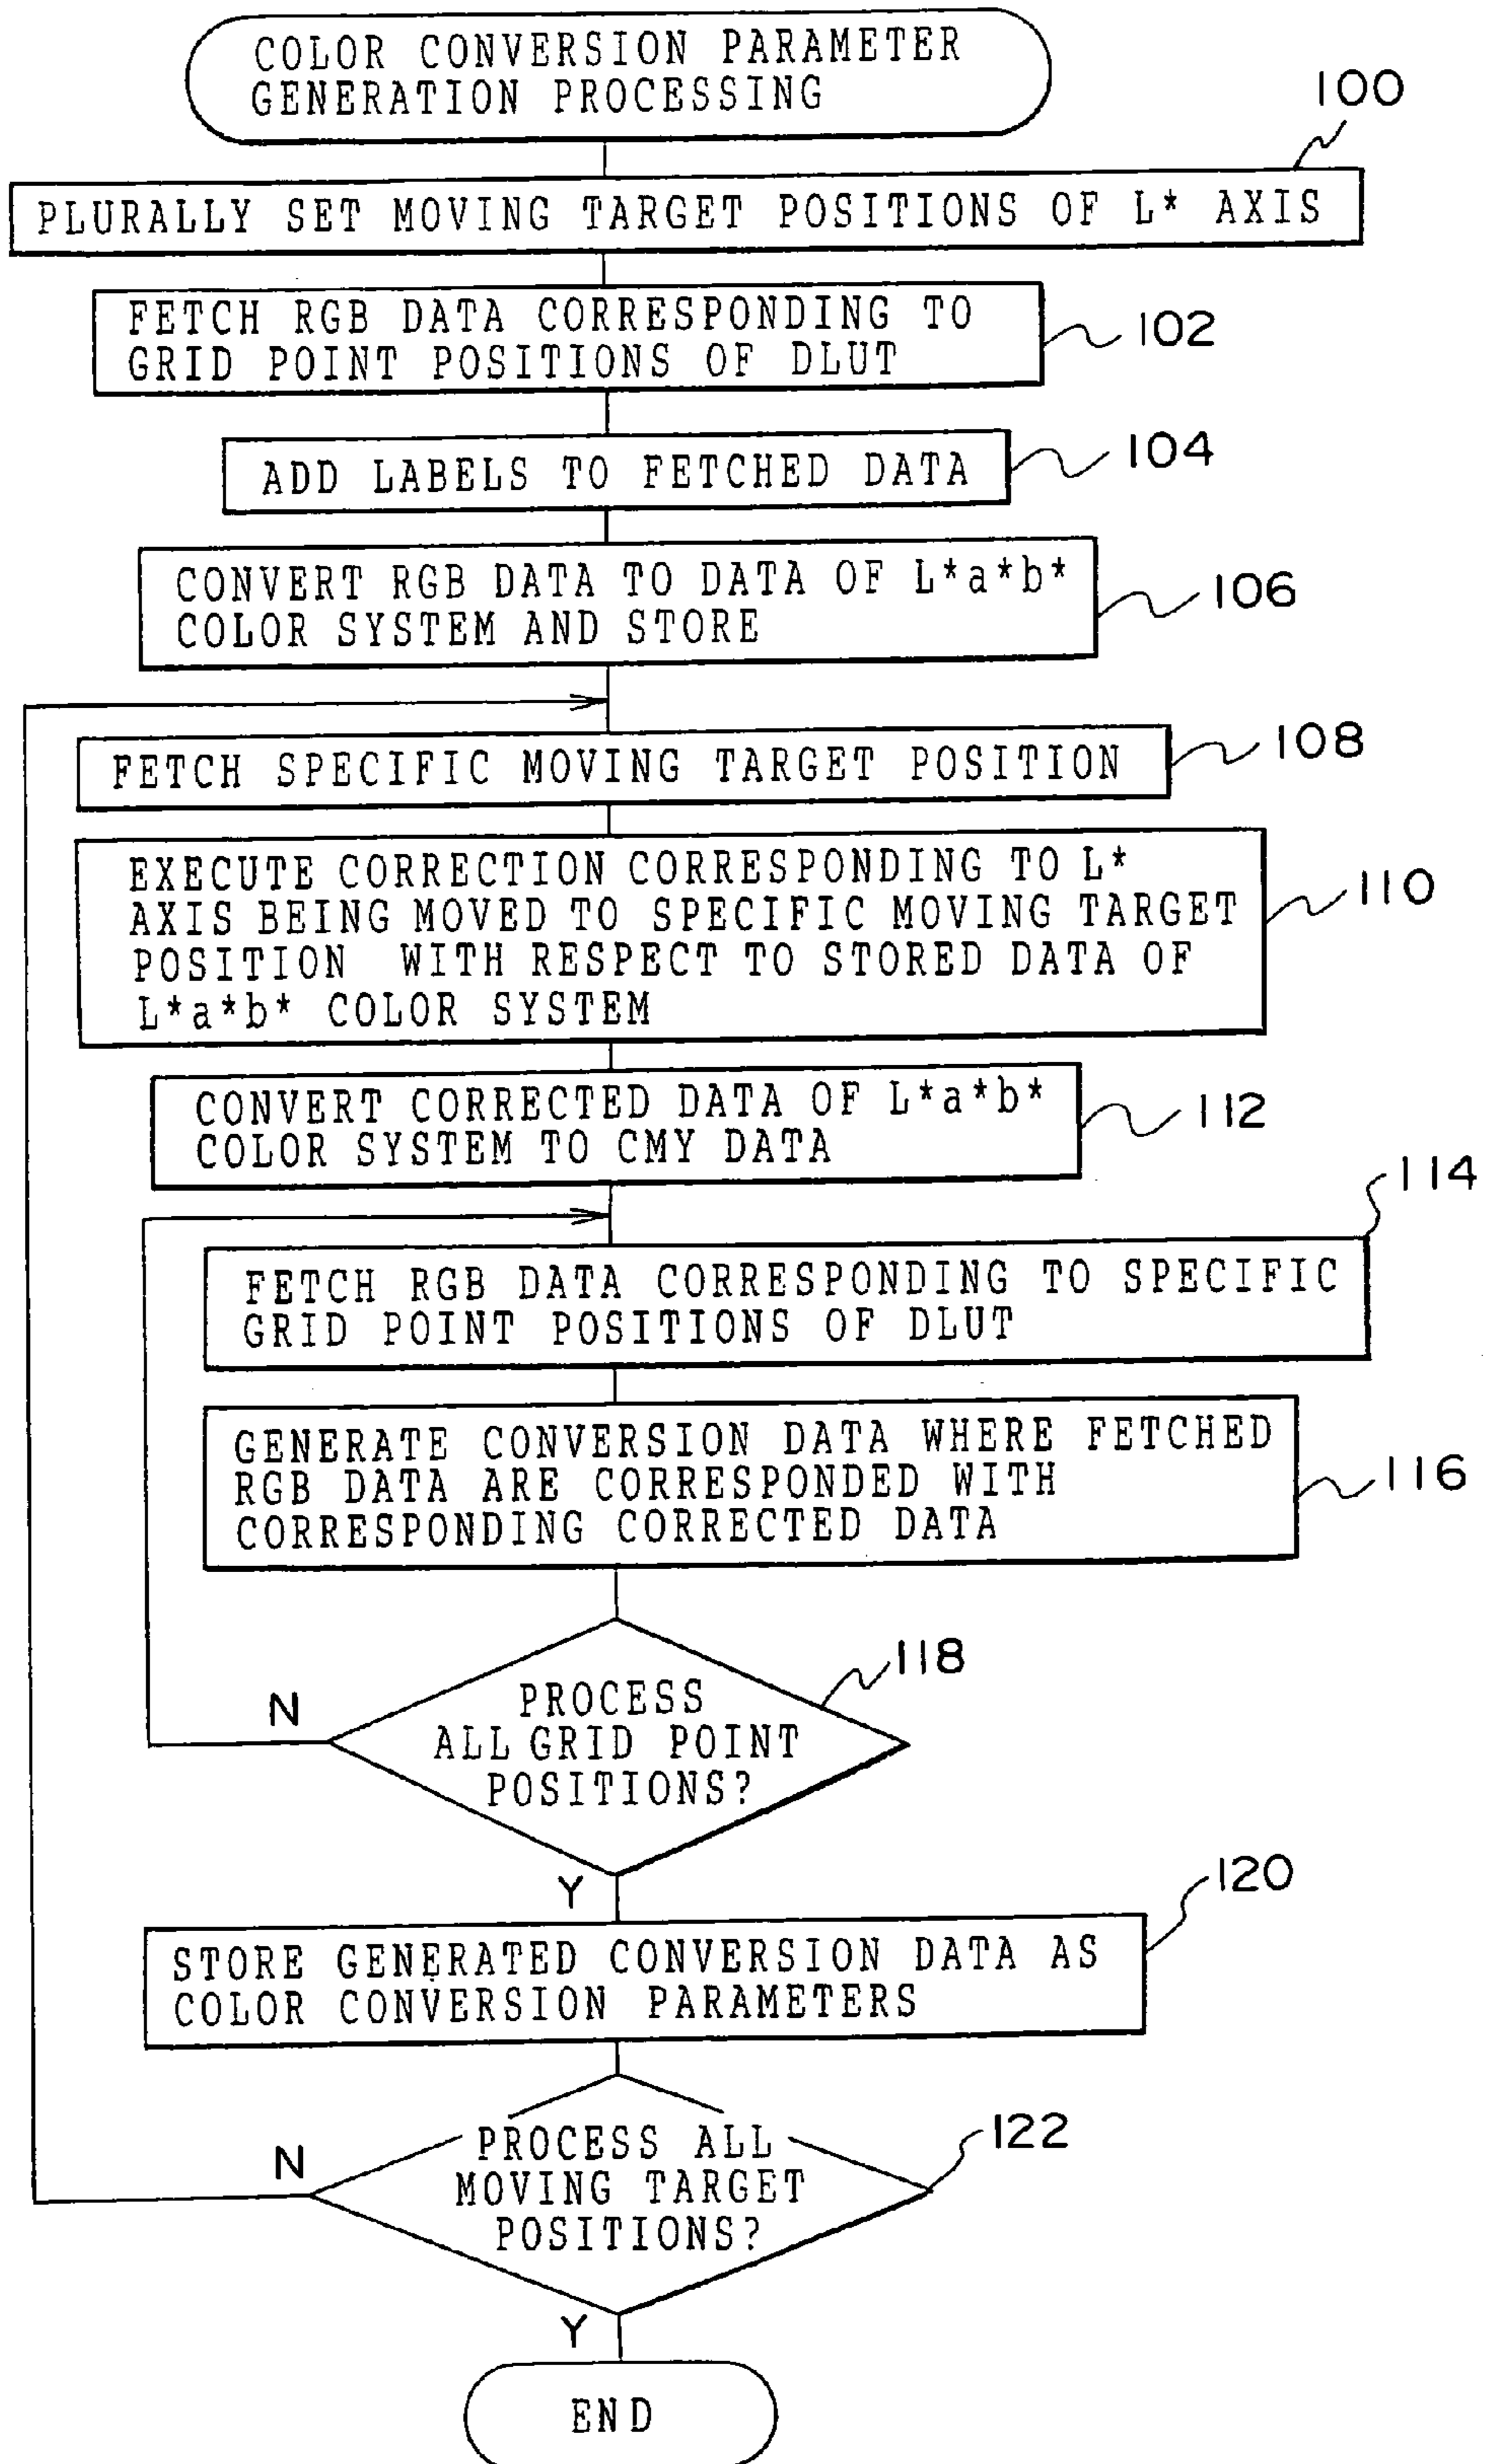 COLOR CONVERSION PARAMETER
GENERATION PROCESSING
100
PLURALLY SET MOVING TARGET POSITIONS OF L* AXIS
FETCH RGB DATA CORRESPONDING TO
GRID POINT POSITIONS OF DLUT
102
ADD LABELS TO FETCHED DATA
104
CONVERT RGB DATA TO DATA OF L*a*b*
COLOR SYSTEM AND STORE
106
FETCH SPECIFIC MOVING TARGET POSITION
108
EXECUTE CORRECTION CORRESPONDING TO L*
AXIS BEING MOVED TO SPECIFIC MOVING TARGET
POSITION WITH RESPECT TO STORED DATA OF
L*a*b* COLOR SYSTEM
110
CONVERT CORRECTED DATA OF L*a*b*
COLOR SYSTEM TO CMY DATA
112
114
FETCH RGB DATA CORRESPONDING TO SPECIFIC
GRID POINT POSITIONS OF DLUT
GENERATE CONVERSION DATA WHERE FETCHED
RGB DATA ARE CORRESPONDED WITH
CORRESPONDING CORRECTED DATA
116
118
N
PROCESS
ALL GRID POINT
POSITIONS?
Y
120
STORE GENERATED CONVERSION DATA AS
COLOR CONVERSION PARAMETERS
122
N
PROCESS ALL
MOVING TARGET
POSITIONS?
Y
END